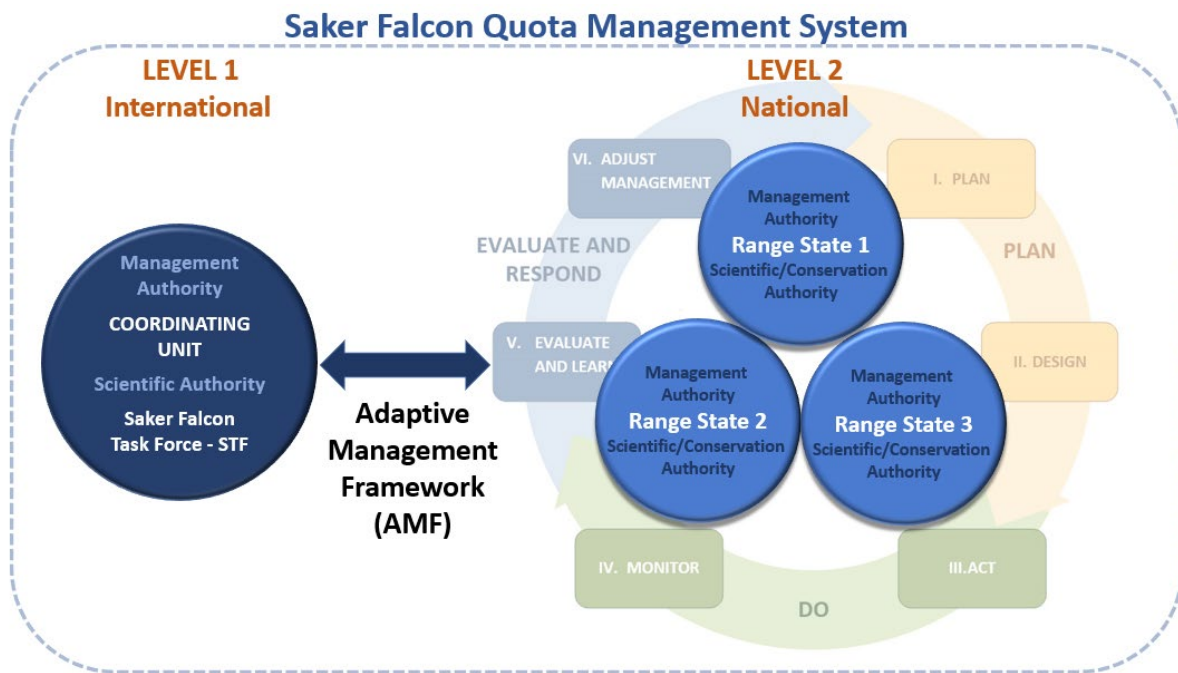 Saker Falcon Quota Management System
LEVEL 1
International
LEVEL 2
National
Management
Authority
COORDINATING
UNIT
Scientific Authority
Saker Falcon
Task Force - STF
Adaptive
Management
Framework
(AMF)
VI. ADJUST
MANAGEMENT
I. PLAN
EVALUATE AND
RESPOND
PLAN
Management
Authority
Range State 1
Scientific/Conservation
Authority
V. EVALUATE
AND LEARN
II. DESIGN
Management
Authority
Range State 2
Scientific/Conservation
Authority
Management
Authority
Range State 3
Scientific/Conservation
Authority
IV. MONITOR
III.ACT
DO